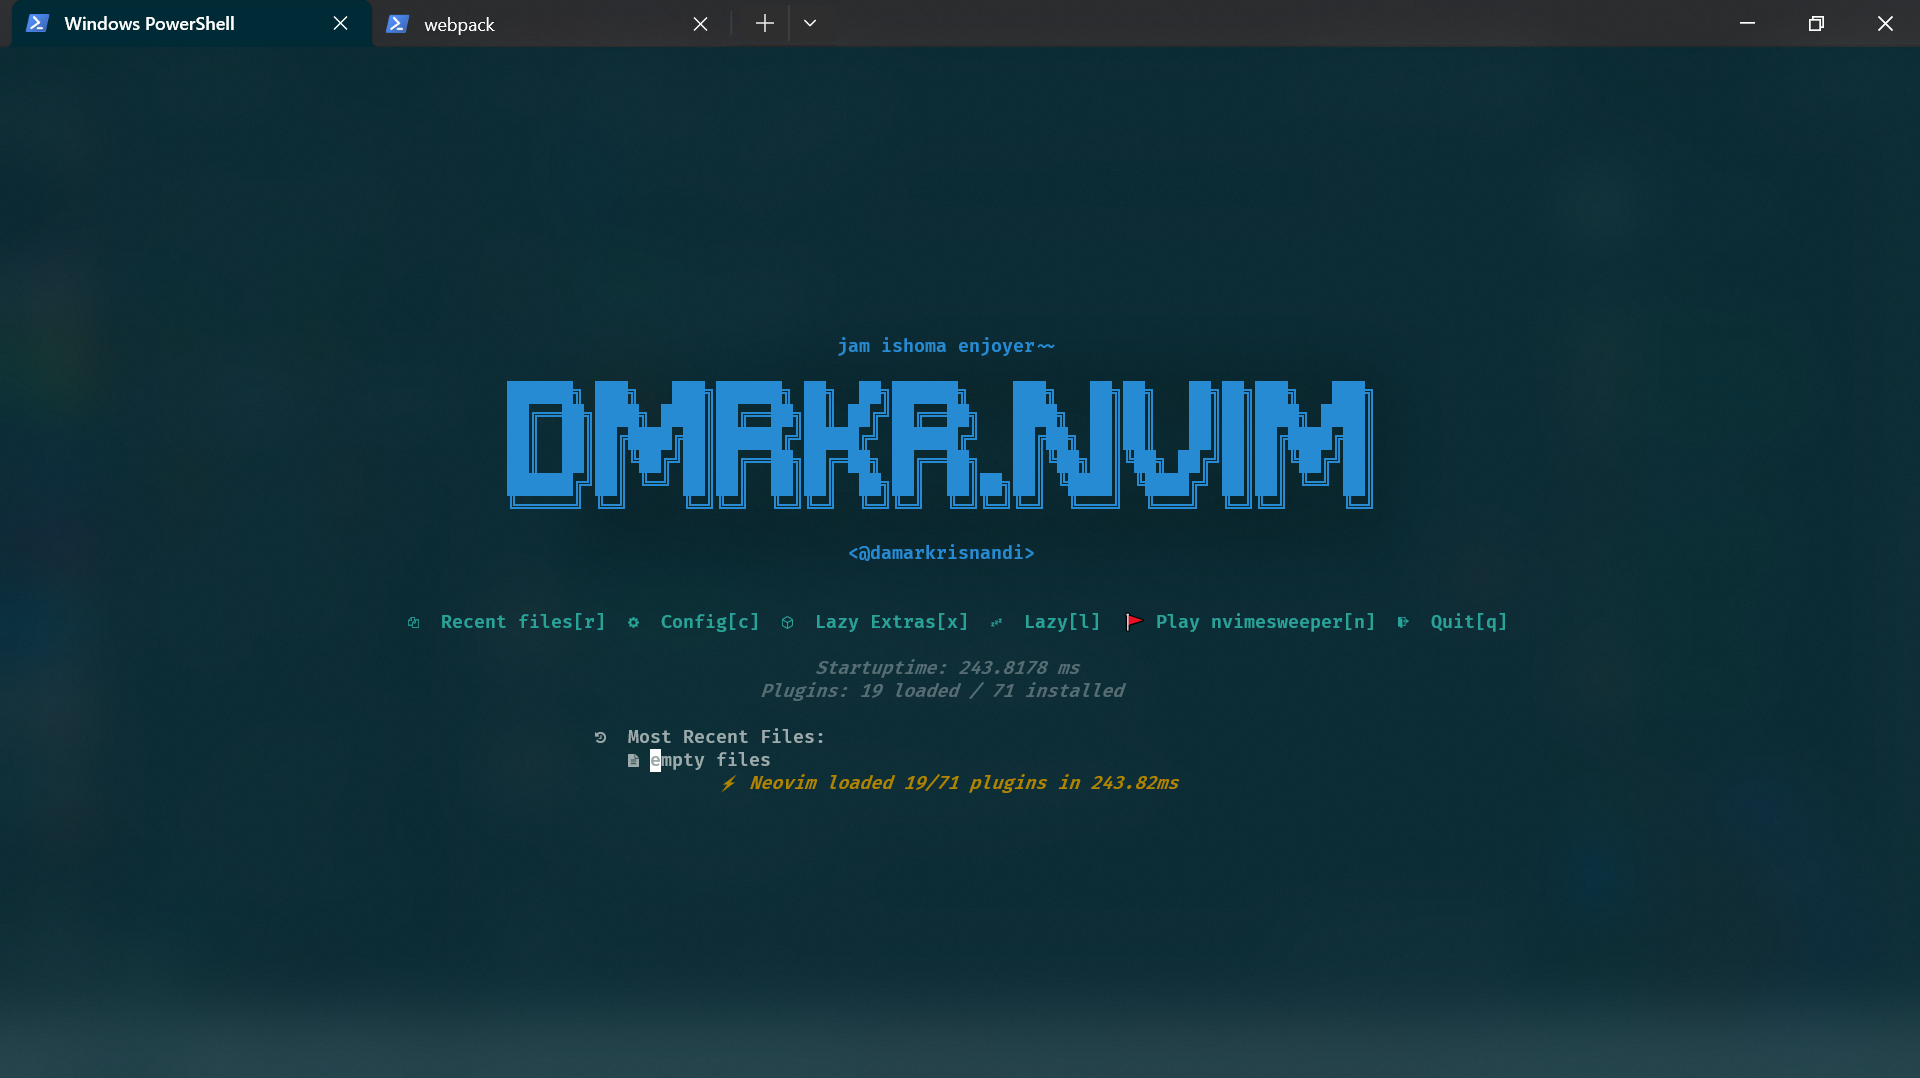 Windows PowerShell
webpack
jam ishoma enjoyer~~
DMRKR.NVIM
<@damarkrisnandi>
Recent files[r] Config[c] Lazy Extras[x] Lazy[l] Play nvimesweeper[n] Quit[q]
Startuptime: 243.8178 ms
Plugins: 19 loaded / 71 installed
Most Recent Files:
empty files
⚡ Neovim loaded 19/71 plugins in 243.82ms